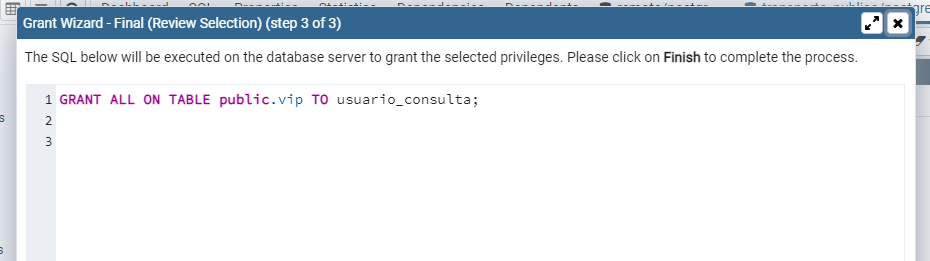 Grant Wizard - Final (Review Selection) (step 3 of 3)
The SQL below will be executed on the database server to grant the selected privileges. Please click on Finish to complete the process.
1 GRANT ALL ON TABLE public.vip TO usuario_consulta;
2
3